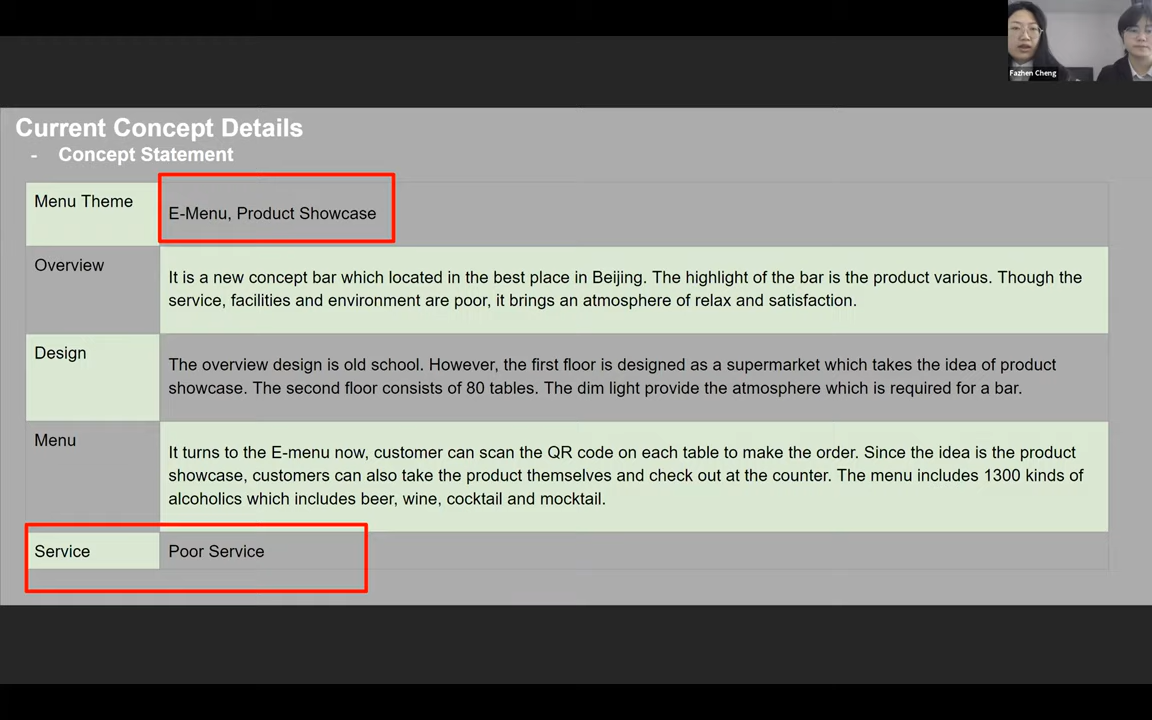 Fazhen Cheng
Current Concept Details
- Concept Statement
Menu Theme
E-Menu, Product Showcase
Overview
It is a new concept bar which located in the best place in Beijing. The highlight of the bar is the product various. Though the
service, facilities and environment are poor, it brings an atmosphere of relax and satisfaction.
Design
The overview design is old school. However, the first floor is designed as a supermarket which takes the idea of product
showcase. The second floor consists of 80 tables. The dim light provide the atmosphere which is required for a bar.
Menu
It turns to the E-menu now, customer can scan the QR code on each table to make the order. Since the idea is the product
showcase, customers can also take the product themselves and check out at the counter. The menu includes 1300 kinds of
alcoholics which includes beer, wine, cocktail and mocktail.
Service
Poor Service